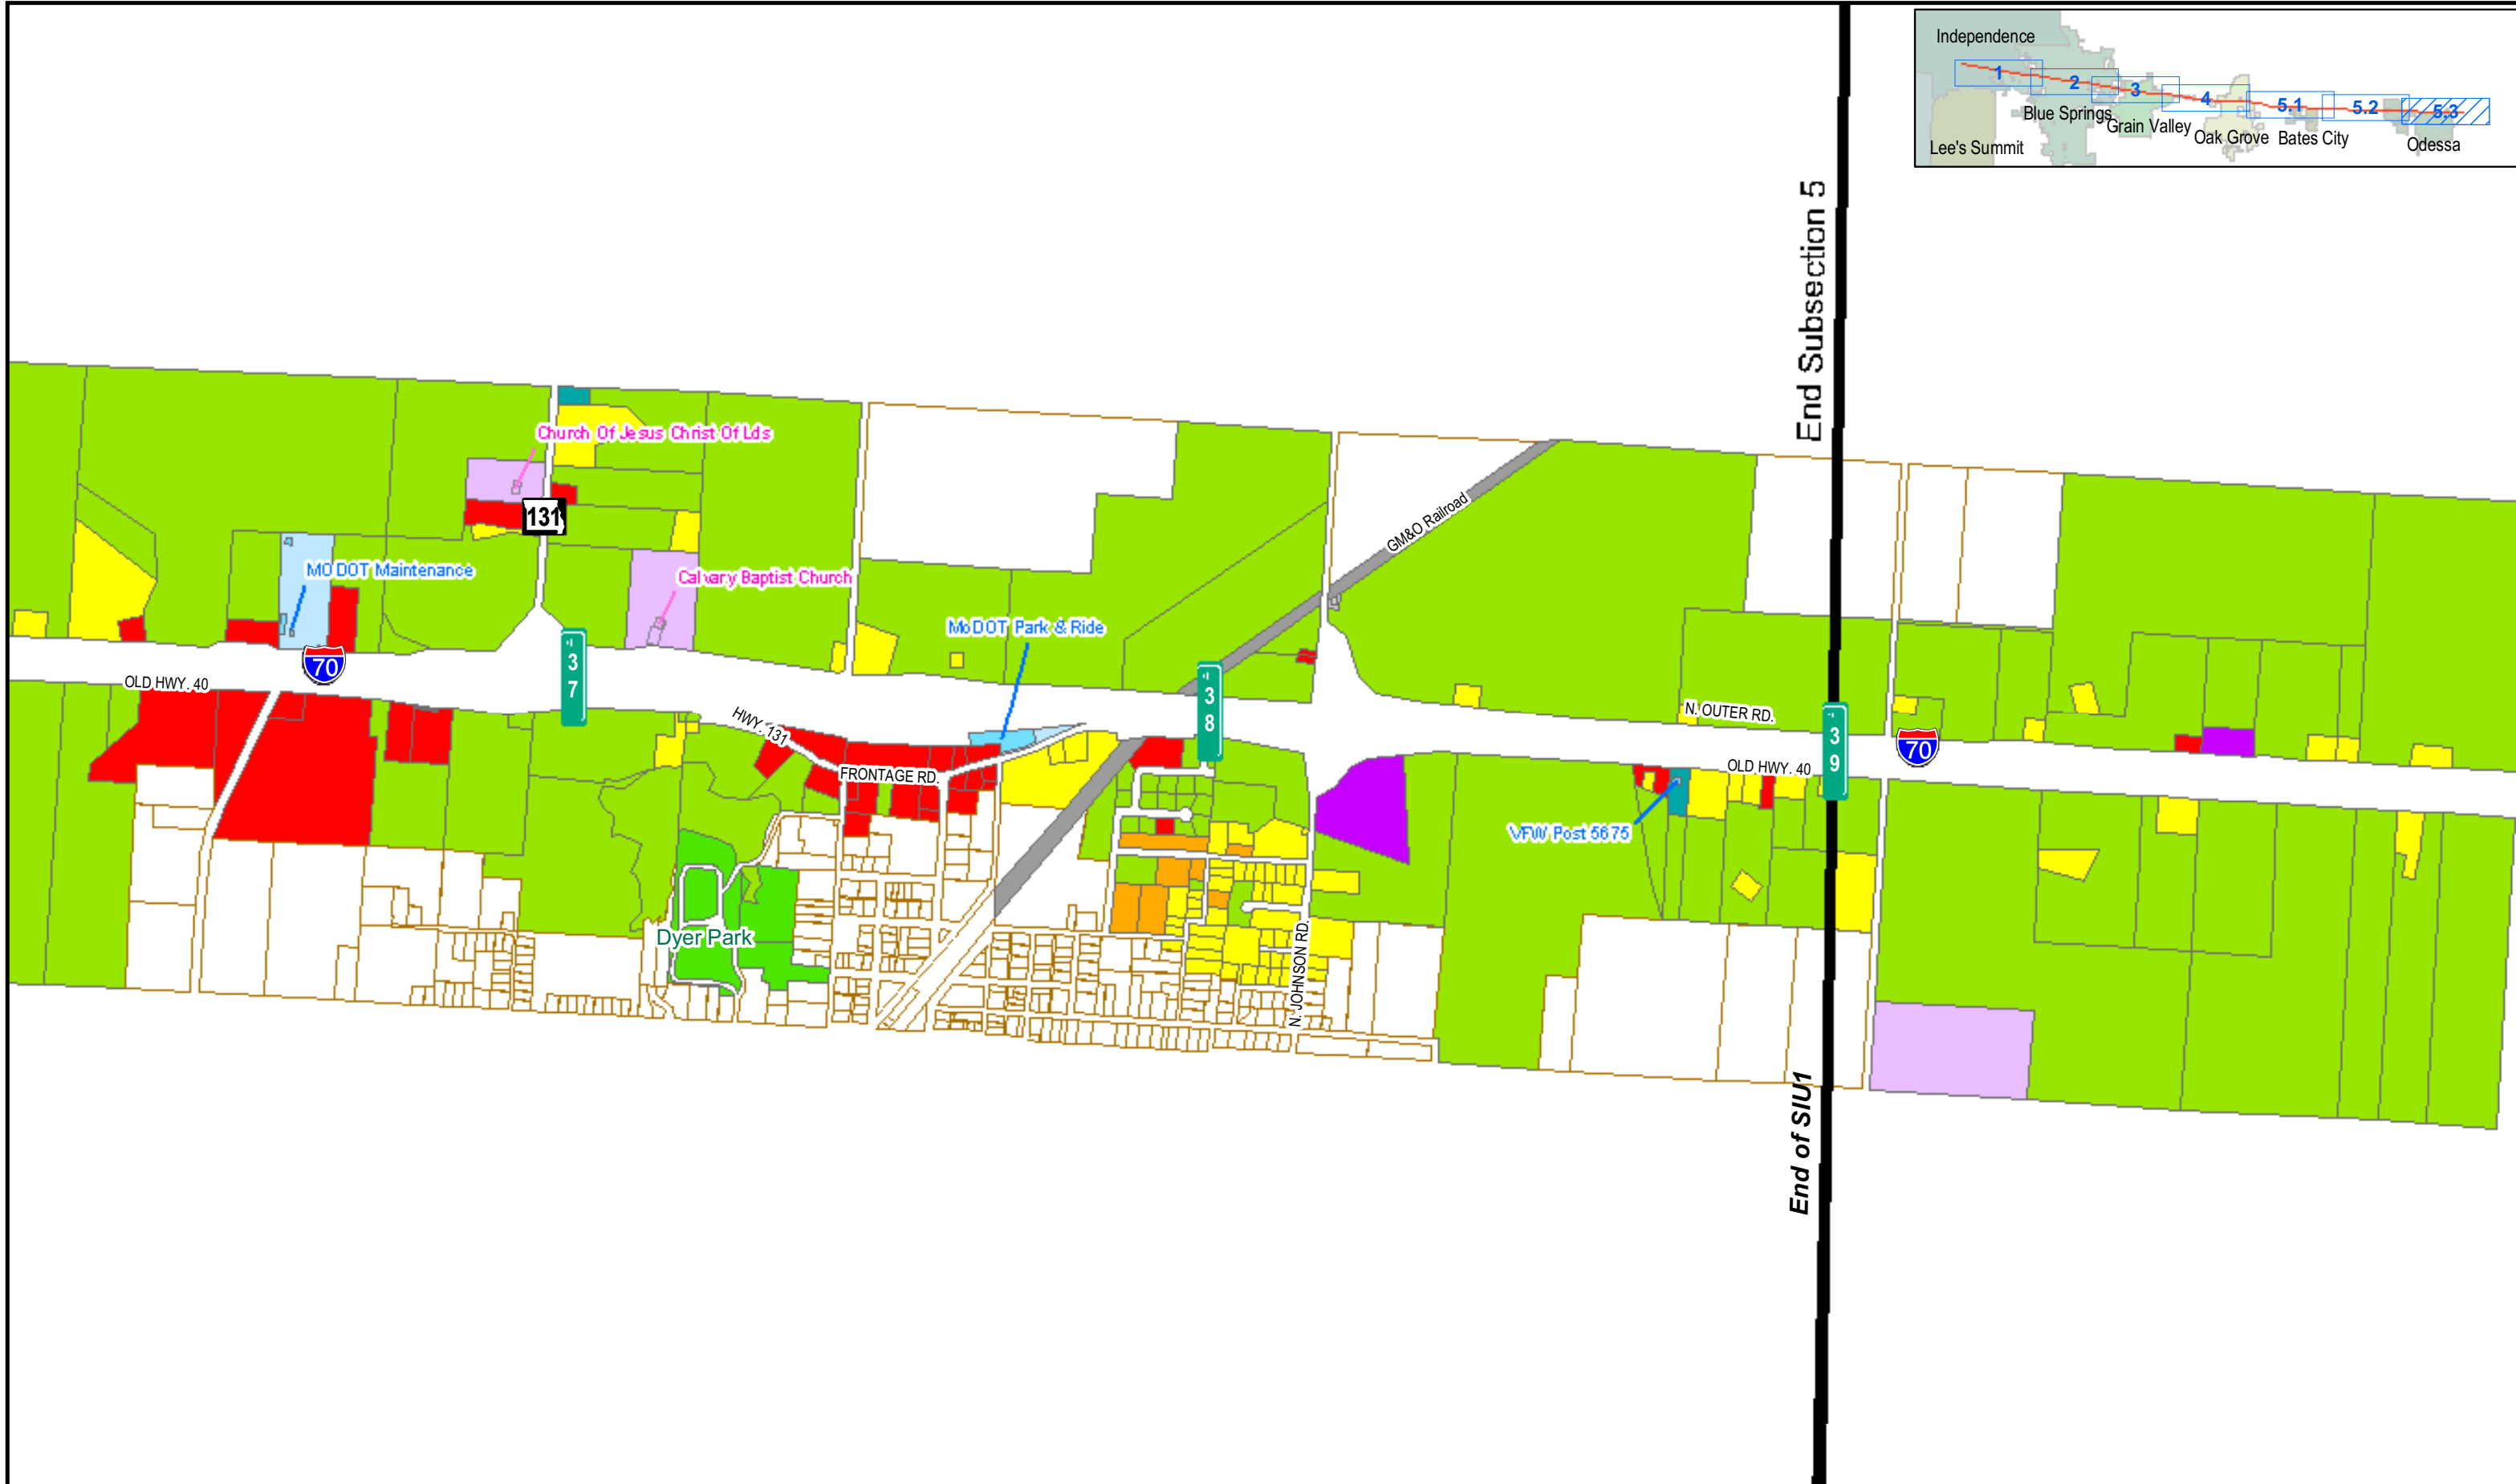 Independence
1
2
3
4
5.1
5.2
5.3
Blue Springs
Grain Valley
Oak Grove
Bates City
Lee's Summit
Odessa
End Subsection 5
Church Of Jesus Christ Of Lds
131
GM&O Railroad
MO DOT Maintenance
Calvary Baptist Church
MoDOT Park & Ride
70
37
38
OLD HWY. 40
HWY. 131
N. OUTER RD.
39
70
FRONTAGE RD.
OLD HWY. 40
VFW Post 5675
Dyer Park
N. JOHNSON RD.
End of SIU1